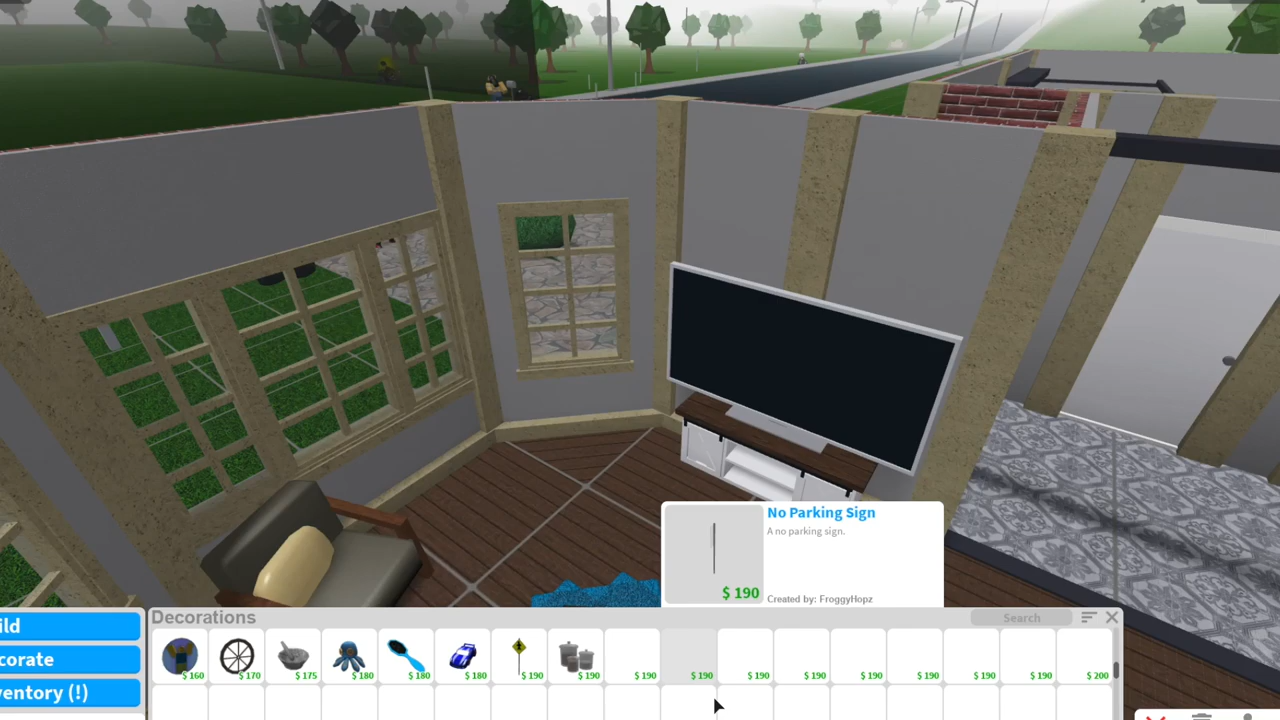 No Parking Sign
A no parking sign.
$ 190
Created by: FroggyHopz
ild
Decorations
Search
corate
ventory (!)
$ 160
$ 170
$ 175
$ 180
$ 180
$ 180
$ 190
$ 190
$ 190
$ 190
$ 190
$ 190
$ 190
$ 190
$ 190
$ 190
$ 200